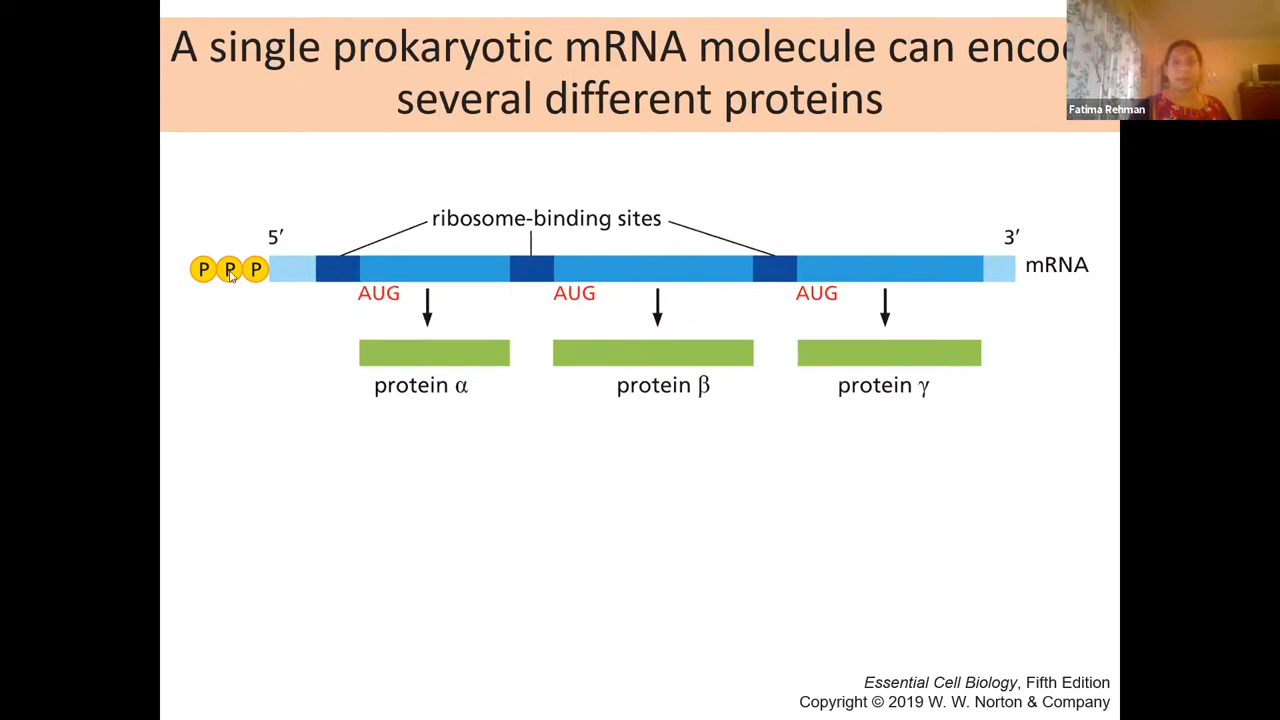 A single prokaryotic mRNA molecule can
several different proteins
Fatima Rehman
ribosome-binding sites
5′
3′
P P P
mRNA
AUG
AUG
AUG
protein α
protein β
protein γ
Essential Cell Biology, Fifth Edition
Copyright © 2019 W. W. Norton & Company